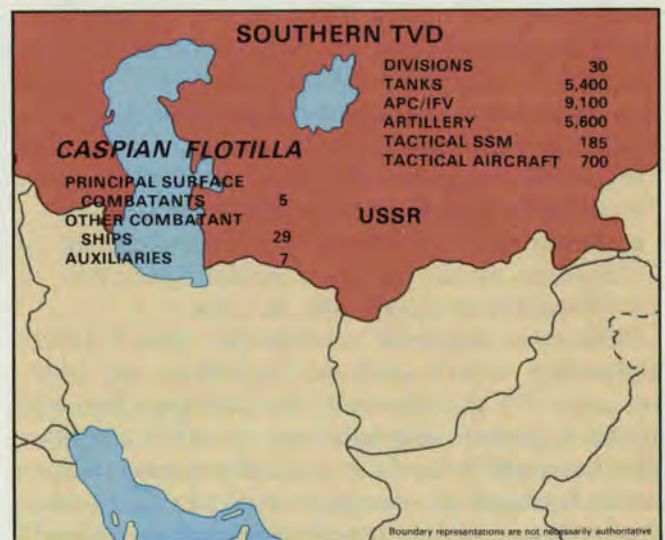 SOUTHERN TVD
DIVISIONS 30
TANKS 5,400
APC/IFV 9,100
ARTILLERY 5,600
TACTICAL SSM 185
TACTICAL AIRCRAFT 700
CASPIAN FLOTILLA
PRINCIPAL SURFACE
COMBATANTS 5
OTHER COMBATANT
SHIPS 29
AUXILIARIES 7
USSR
Boundary representations are not necessarily authoritative